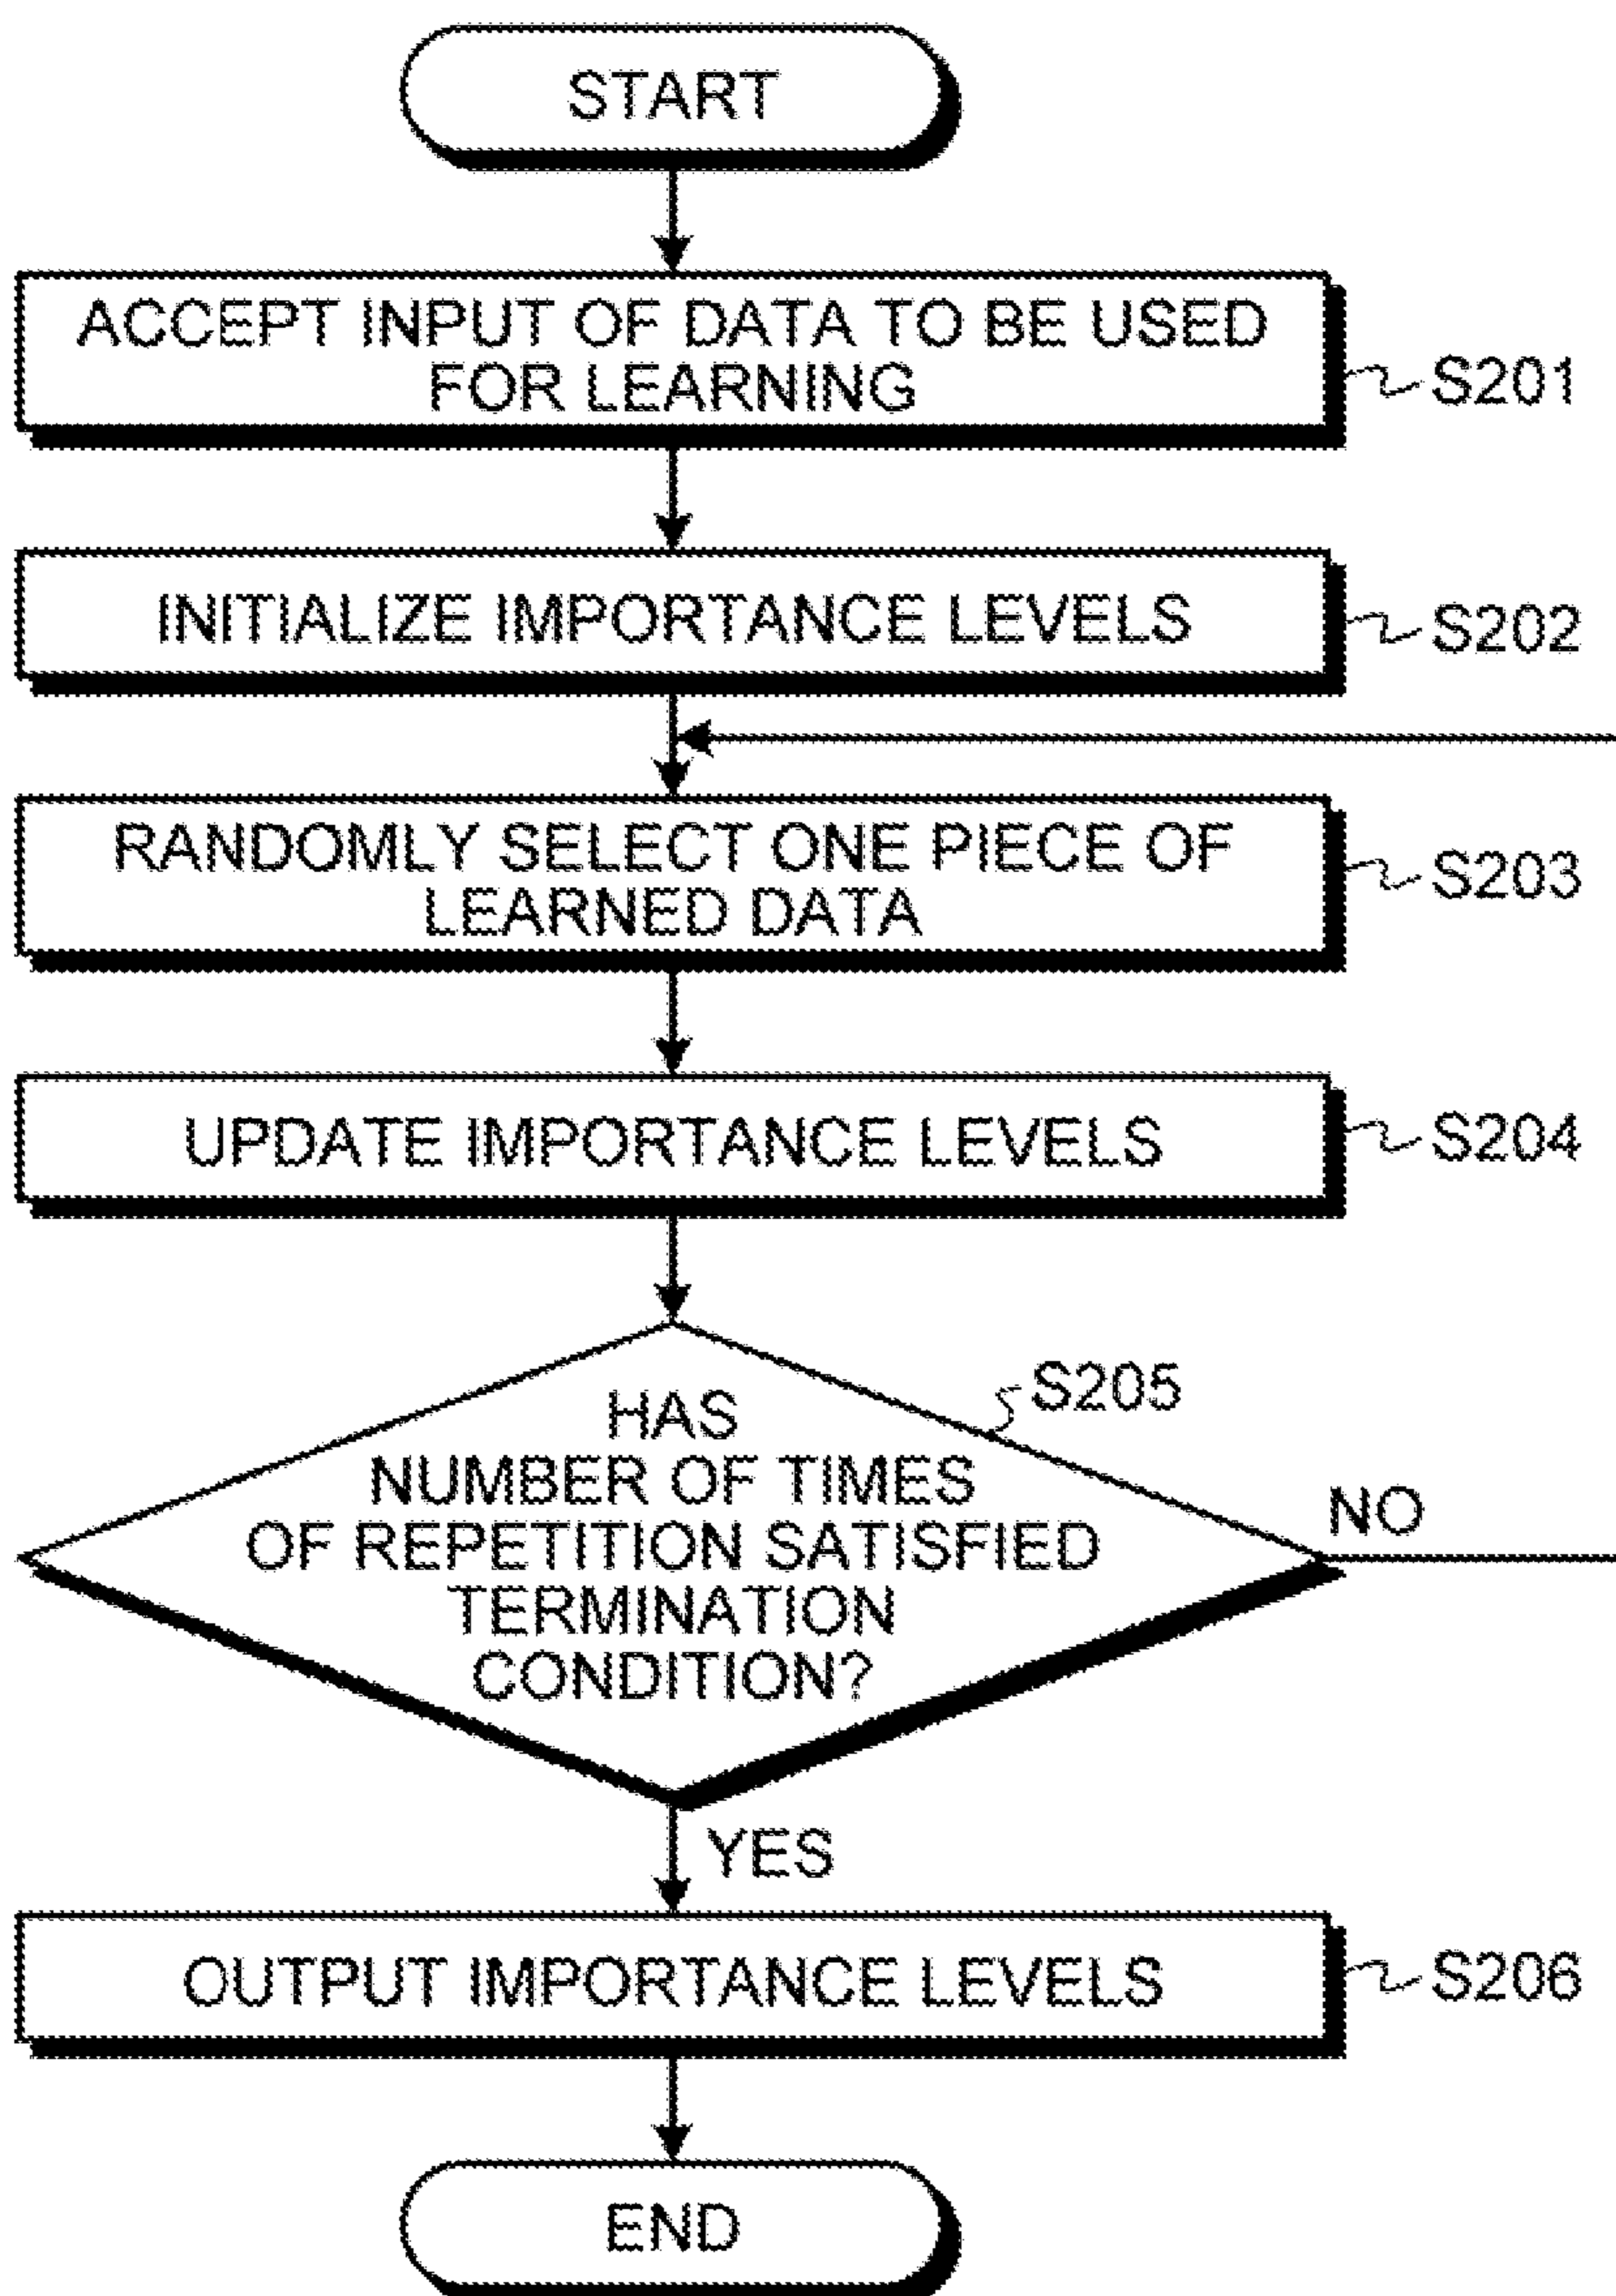 START
ACCEPT INPUT OF DATA TO BE USED
FOR LEARNING
S201
INITIALIZE IMPORTANCE LEVELS
S202
RANDOMLY SELECT ONE PIECE OF
LEARNED DATA
S203
UPDATE IMPORTANCE LEVELS
S204
S205
HAS
NUMBER OF TIMES
OF REPETITION SATISFIED
TERMINATION
CONDITION?
NO
YES
OUTPUT IMPORTANCE LEVELS
S206
END